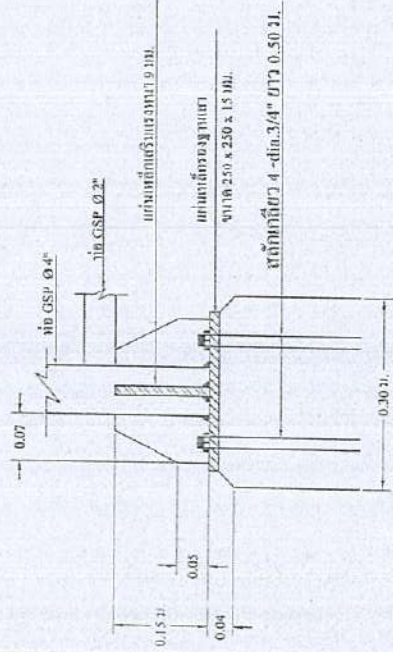 ท่อ GSP Ø 4"
ท่อ GSP Ø 2"
แผ่นเหล็กเสริมแรงหนา 9 มม.
แผ่นเหล็กรองฐานเสา
ขนาด 250 x 250 x 15 มม.
สลักเกลียว 4 -dia.3/4" ยาว 0.50 ม.
0.07
0.15 ม.
0.05
0.04
0.30 ม.